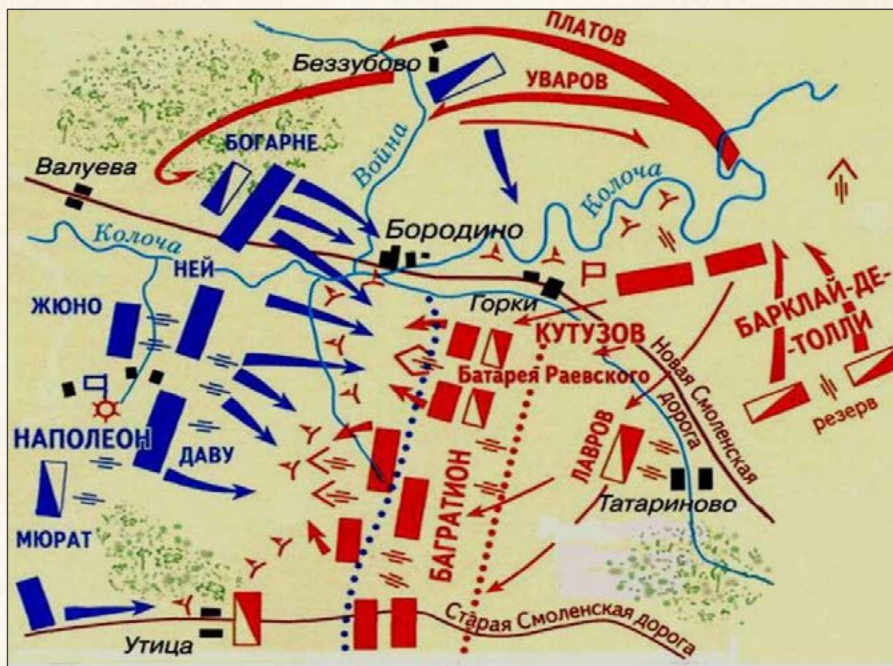 ПЛАТОВ
Беззубово
УВАРОВ
БОГАРНЕ
Война
Валуева
Колоча
Бородино
Колоча
НЕЙ
ЖЮНО
Горки
КУТУЗОВ
БАРКЛАЙ-ДЕ-
-ТОЛЛИ
Батарея Раевского
Новая Смоленская
дорога
резерв
НАПОЛЕОН
ДАВУ
ЛАВРОВ
БАГРАТИОН
Татариново
МЮРАТ
Утица
Старая Смоленская дорога